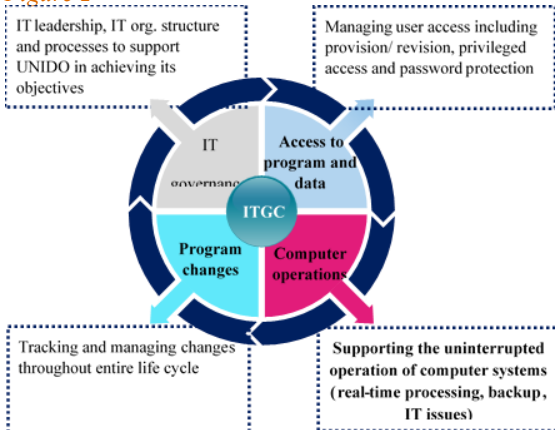 IT leadership, IT org. structure
and processes to support
UNIDO in achieving its
objectives
Managing user access including
provision/ revision, privileged
access and password protection
IT
Access to
program and
data
ITGC
Program
changes
Computer
operations
Tracking and managing changes
throughout entire life cycle
Supporting the uninterrupted
operation of computer systems
(real-time processing, backup,
IT issues)